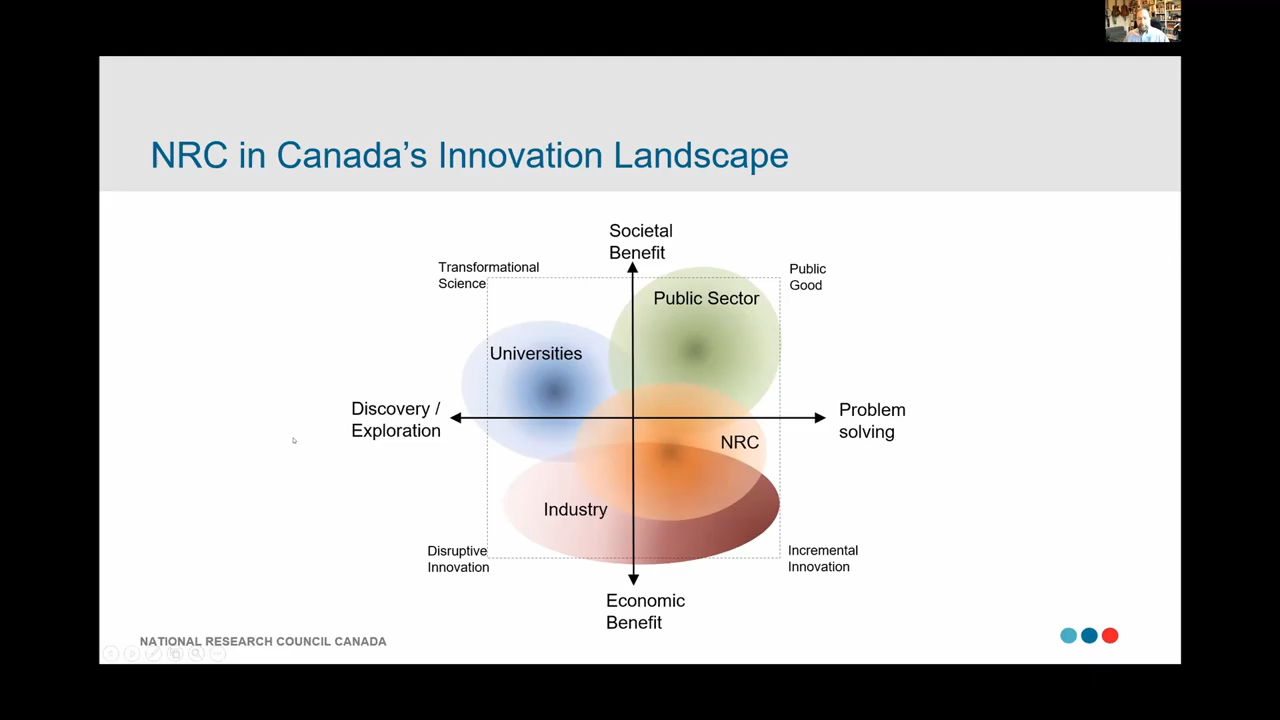 NRC in Canada's Innovation Landscape
Societal
Benefit
Transformational
Science
Public
Good
Public Sector
Universities
Discovery /
Exploration
Problem
solving
NRC
Industry
Disruptive
Innovation
Incremental
Innovation
Economic
Benefit
NATIONAL RESEARCH COUNCIL CANADA